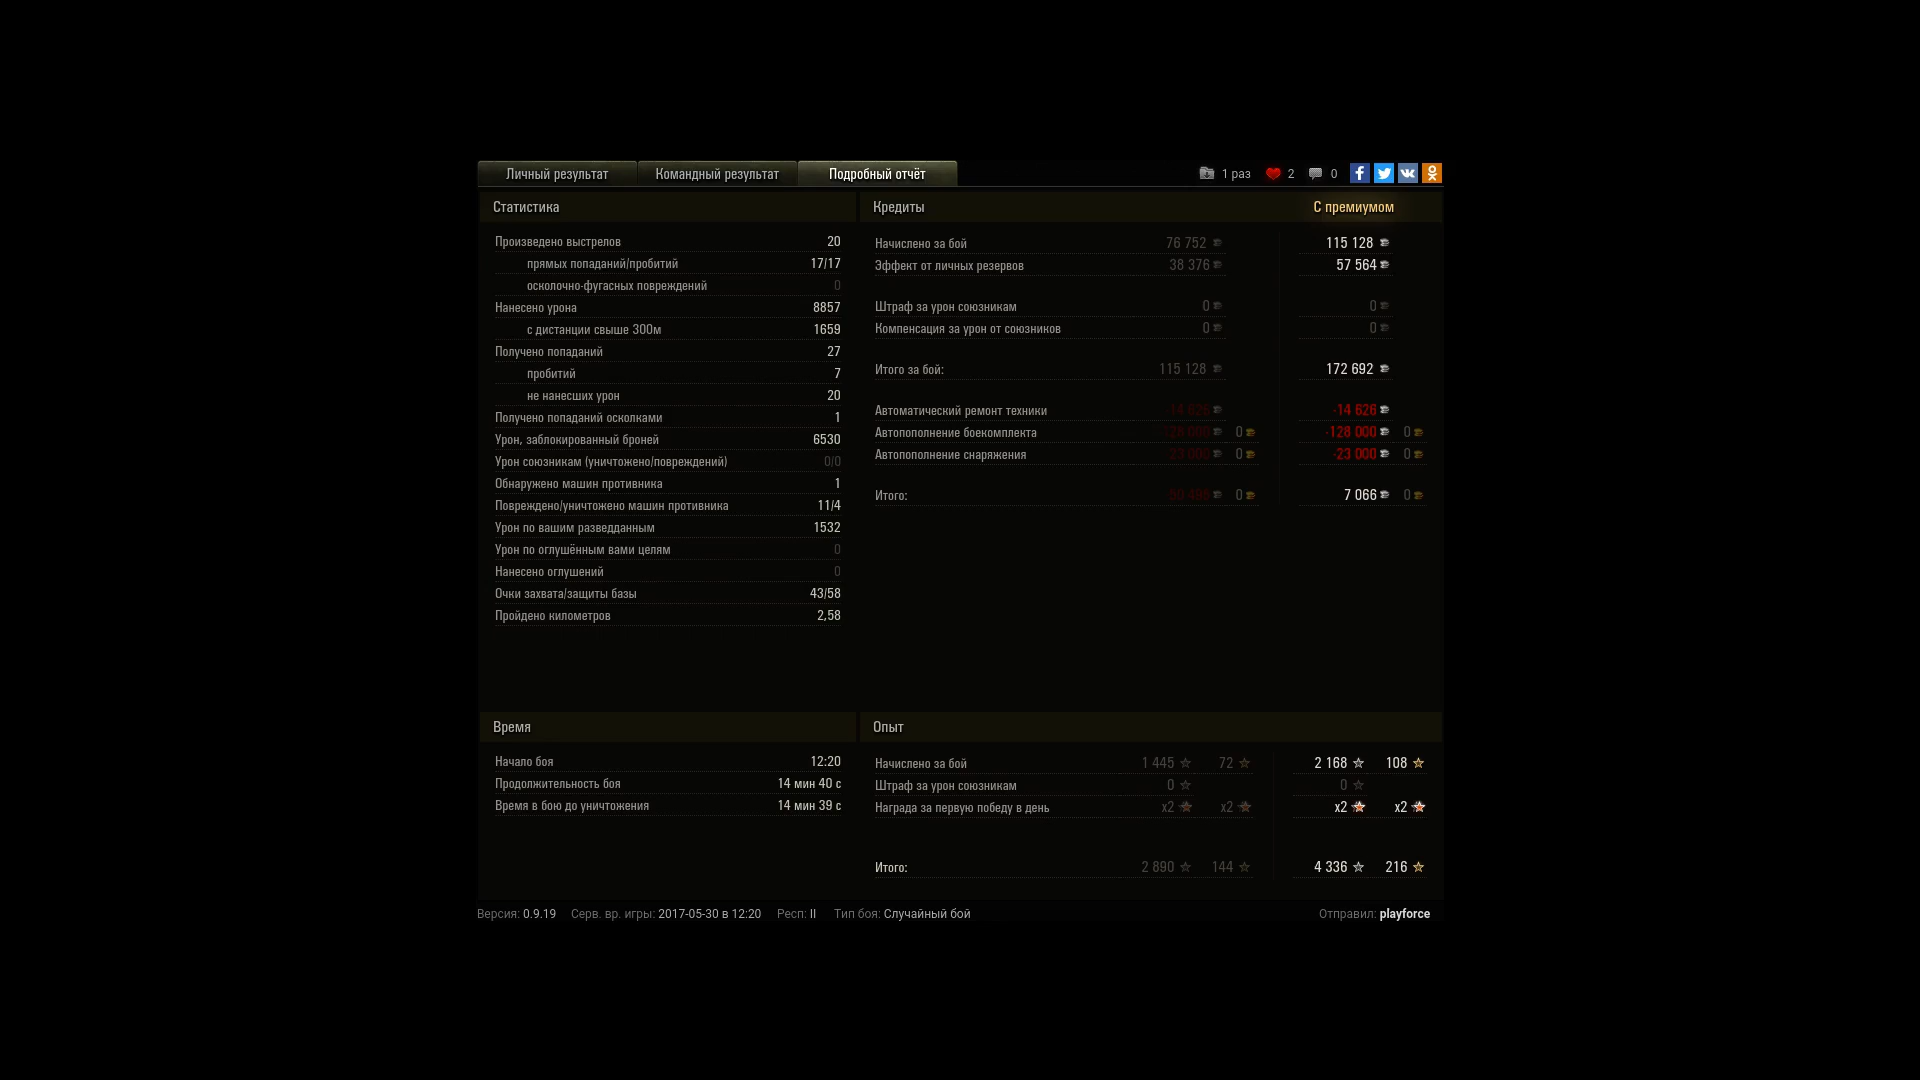 Личный результат Командный результат Подробный отчёт 1 раз 2 0
Статистика
Произведено выстрелов 20
прямых попаданий/пробитий 17/17
осколочно-фугасных повреждений 0
Нанесено урона 8857
с дистанции свыше 300м 1659
Получено попаданий 27
пробитий 7
не нанесших урон 20
Получено попаданий осколками 1
Урон, заблокированный броней 6530
Урон союзникам (уничтожено/повреждений) 0/0
Обнаружено машин противника 1
Повреждено/уничтожено машин противника 11/4
Урон по вашим разведданным 1532
Урон по оглушённым вами целям 0
Нанесено оглушений 0
Очки захвата/защиты базы 43/58
Пройдено километров 2,58
Кредиты С премиумом
Начислено за бой 76 752 115 128
Эффект от личных резервов 38 376 57 564
Штраф за урон союзникам 0 0
Компенсация за урон от союзников 0 0
Итого за бой: 115 128 172 692
Автоматический ремонт техники -14 626 -14 626
Автопополнение боекомплекта -128 000 0 -128 000 0
Автопополнение снаряжения -23 000 0 -23 000 0
Итого: 0 7 066 0
Время
Начало боя 12:20
Продолжительность боя 14 мин 40 с
Время в бою до уничтожения 14 мин 39 с
Опыт
Начислено за бой 1 445 72 2 168 108
Штраф за урон союзникам 0 0
Награда за первую победу в день x2 x2 x2 x2
Итого: 2 890 144 4 336 216
Версия: 0.9.19 Серв. вр. игры: 2017-05-30 в 12:20 Респ: II Тип боя: Случайный бой Отправил: playforce